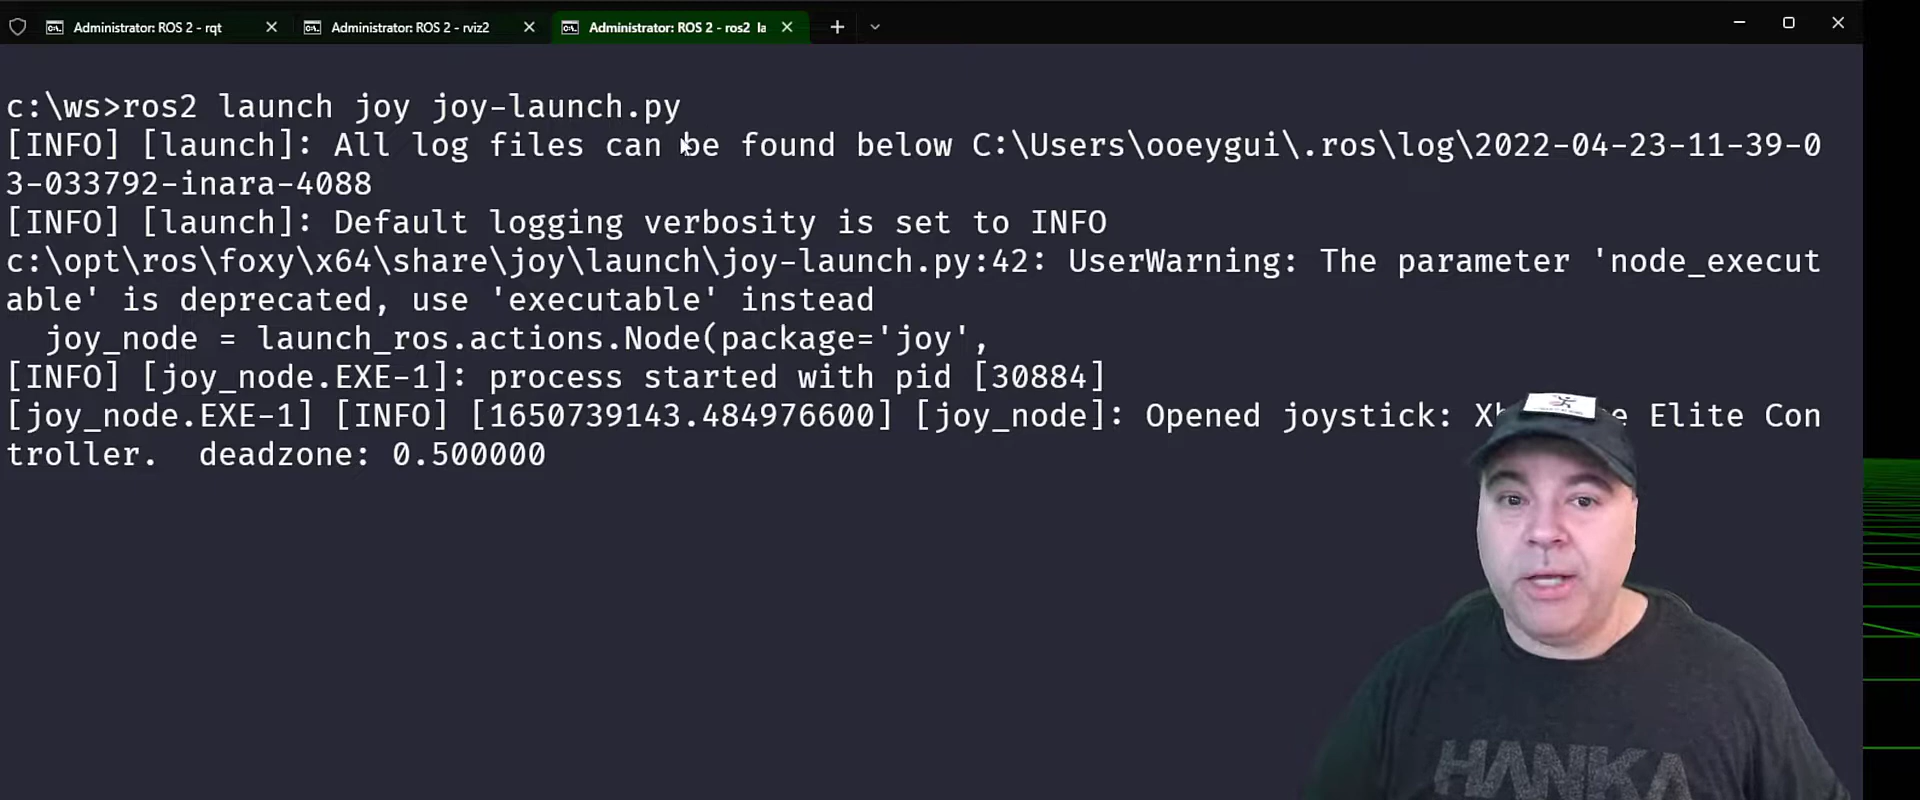 Administrator: ROS 2 - rqt
Administrator: ROS 2 - rviz2
Administrator: ROS 2 - ros2 la
c:\ws>ros2 launch joy joy-launch.py
[INFO] [launch]: All log files can be found below C:\Users\ooeygui\.ros\log\2022-04-23-11-39-0
3-033792-inara-4088
[INFO] [launch]: Default logging verbosity is set to INFO
c:\opt\ros\foxy\x64\share\joy\launch\joy-launch.py:42: UserWarning: The parameter 'node_execut
able' is deprecated, use 'executable' instead
joy_node = launch_ros.actions.Node(package='joy',
[INFO] [joy_node.EXE-1]: process started with pid [30884]
[joy_node.EXE-1] [INFO] [1650739143.484976600] [joy_node]: Opened joystick: Elite Con
troller. deadzone: 0.500000
HANKA